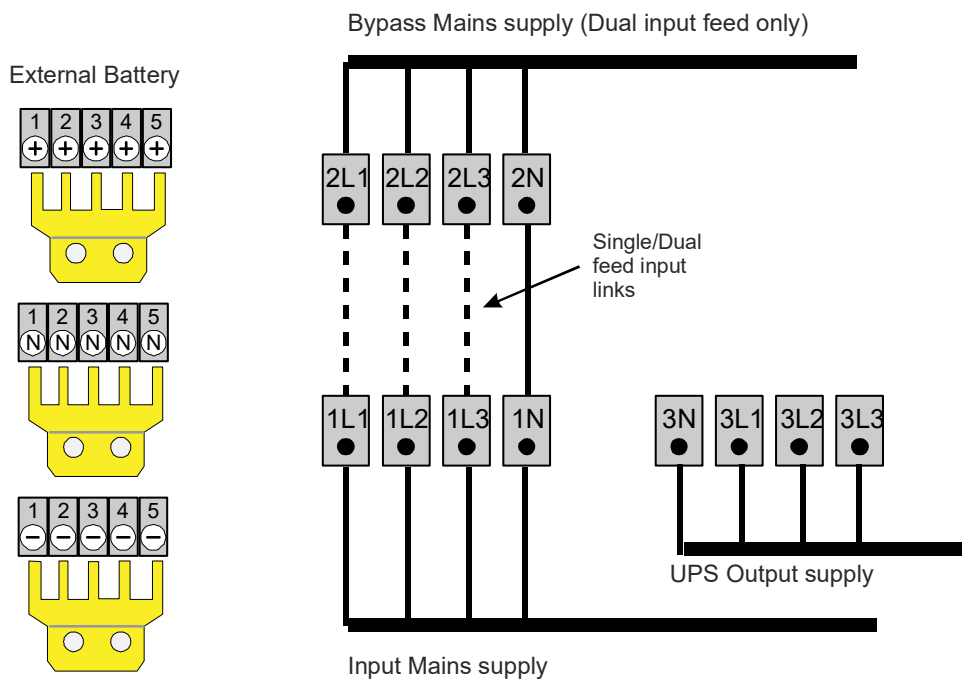 Bypass Mains supply (Dual input feed only)
External Battery
1 2 3 4 5
+ + + + +
2L1 2L2 2L3 2N
Single/Dual
feed input
links
1 2 3 4 5
N N N N N
1L1 1L2 1L3 1N
3N 3L1 3L2 3L3
1 2 3 4 5
− − − − −
UPS Output supply
Input Mains supply